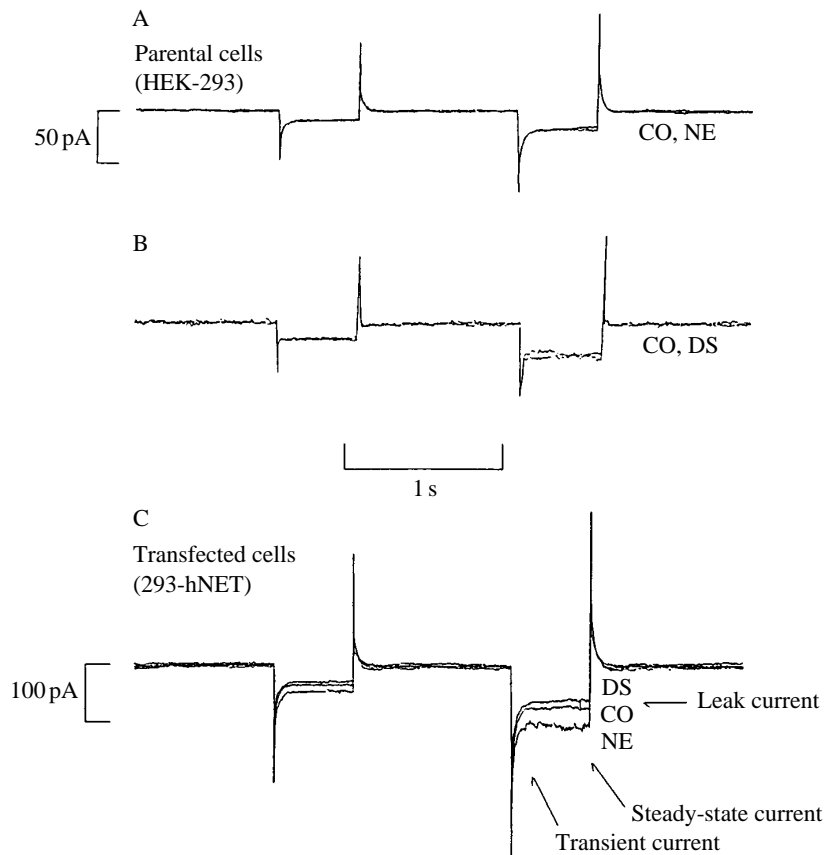 A
Parental cells
(HEK-293)
50 pA
CO, NE
B
CO, DS
1 s
C
Transfected cells
(293-hNET)
100 pA
DS
CO
NE
Leak current
Steady-state current
Transient current